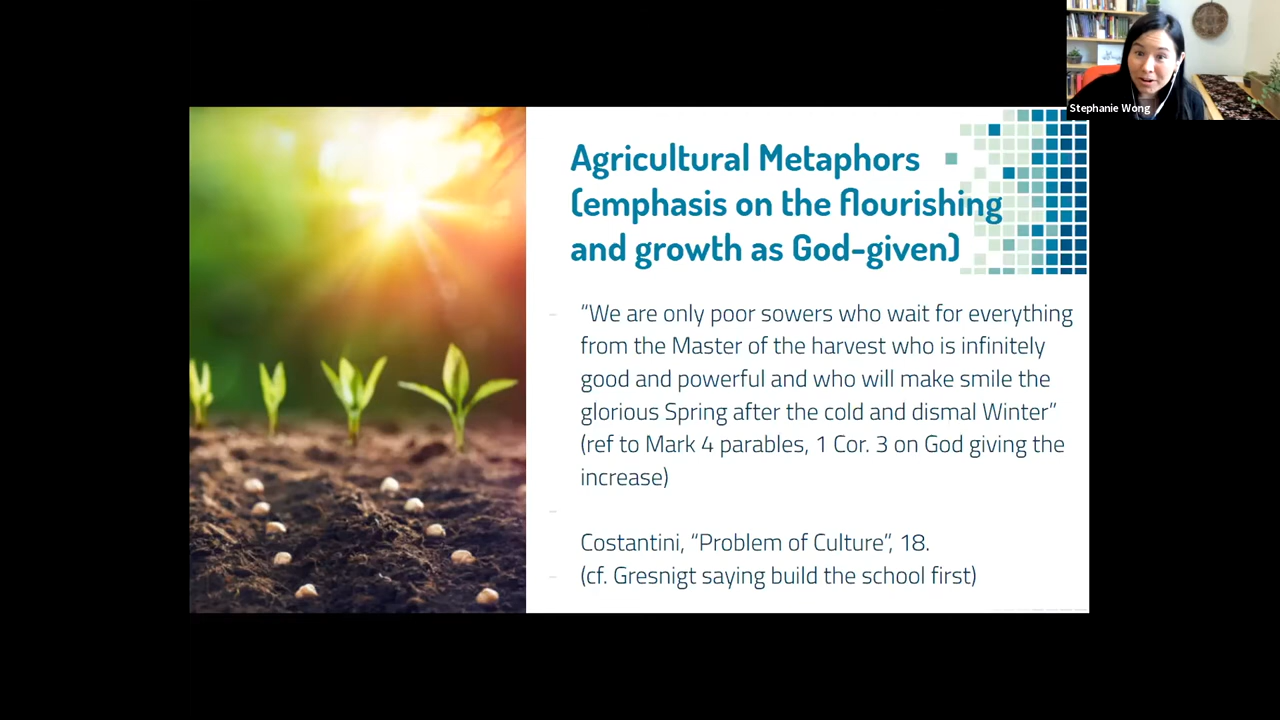 Stephanie Wong
Agricultural Metaphors
(emphasis on the flourishing
and growth as God-given)
- “We are only poor sowers who wait for everything
from the Master of the harvest who is infinitely
good and powerful and who will make smile the
glorious Spring after the cold and dismal Winter”
(ref to Mark 4 parables, 1 Cor. 3 on God giving the
increase)
-
Costantini, “Problem of Culture”, 18.
- (cf. Gresnigt saying build the school first)